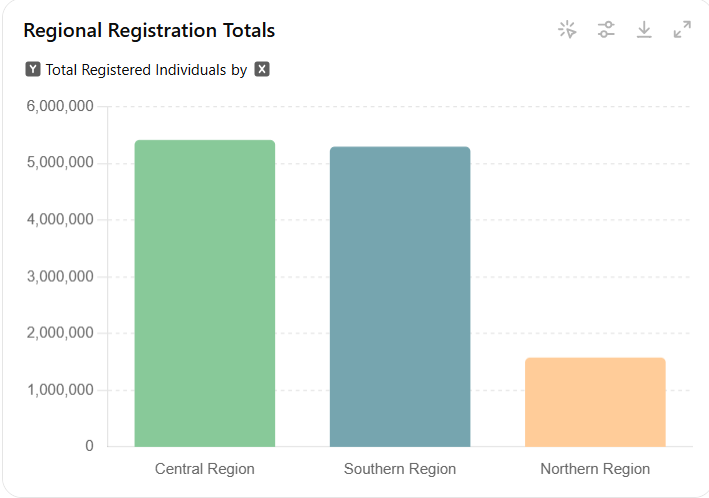 Regional Registration Totals
Y Total Registered Individuals by X
6,000,000
5,000,000
4,000,000
3,000,000
2,000,000
1,000,000
0
Central Region Southern Region Northern Region